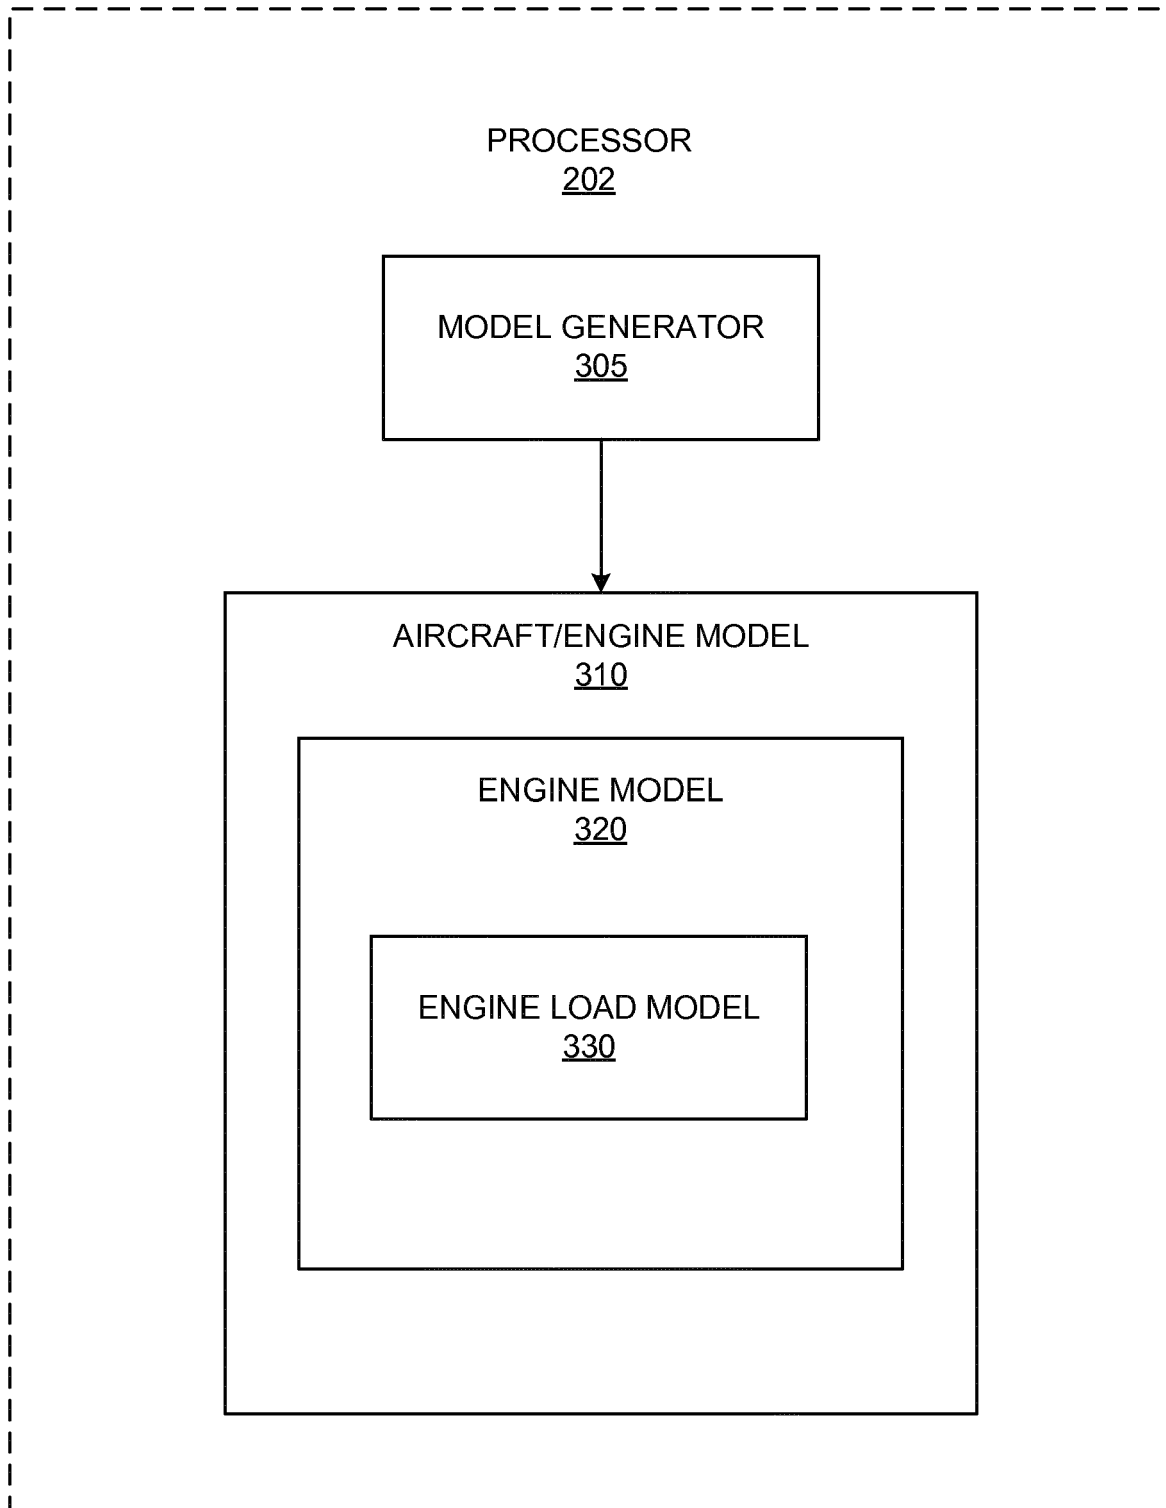 PROCESSOR
202
MODEL GENERATOR
305
AIRCRAFT/ENGINE MODEL
310
ENGINE MODEL
320
ENGINE LOAD MODEL
330